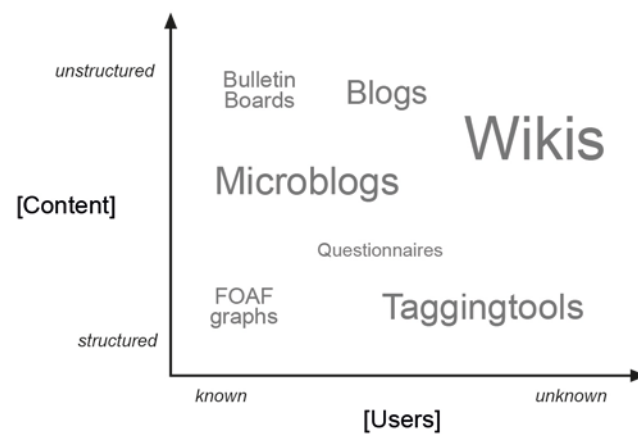 unstructured
Bulletin
Boards
Blogs
Wikis
Microblogs
[Content]
Questionnaires
FOAF
graphs
Taggingtools
structured
known
unknown
[Users]